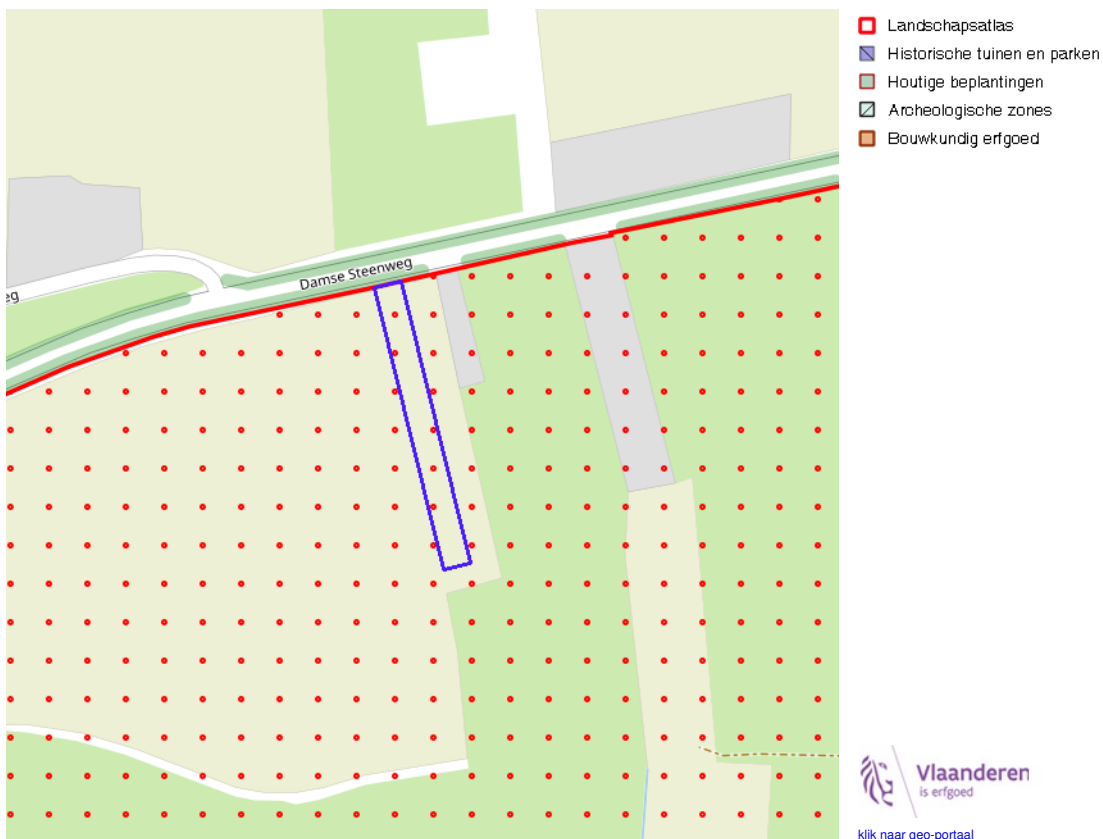 Landschapsatlas
Historische tuinen en parken
Houtige beplantingen
Archeologische zones
Bouwkundig erfgoed
Damse Steenweg
eg
Vlaanderen
is erfgoed
klik naar geo-portaal